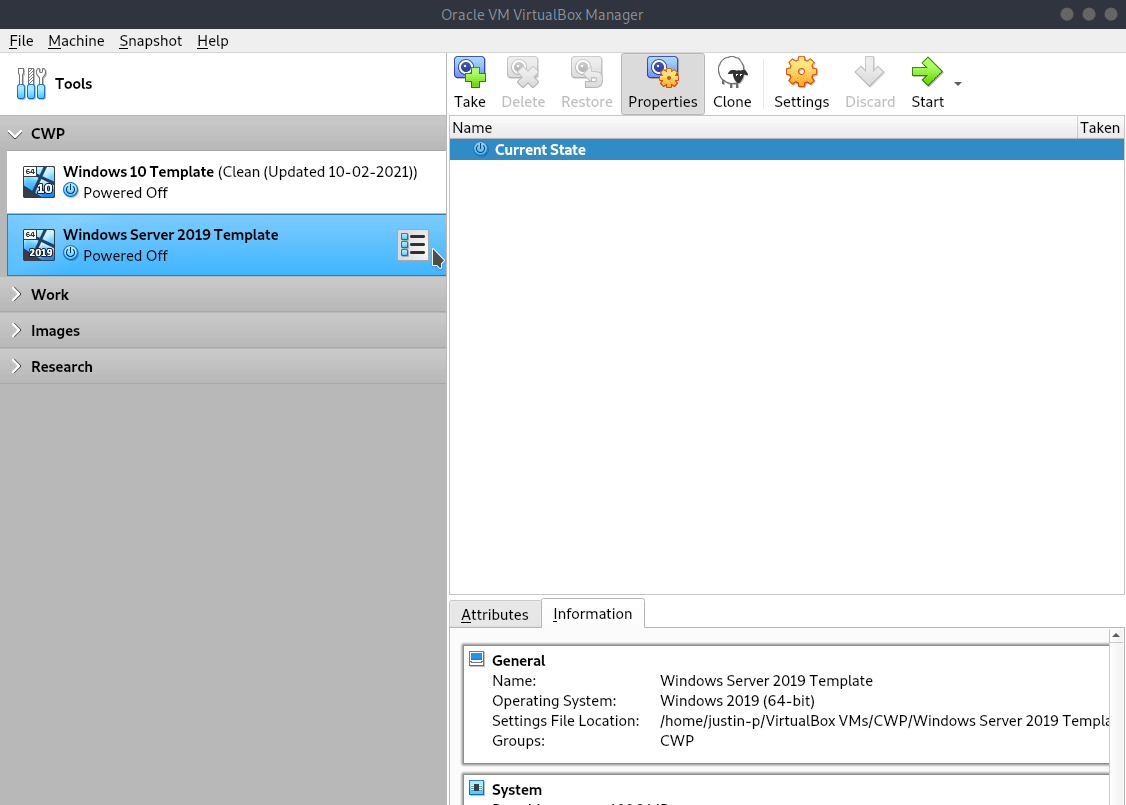 Oracle VM VirtualBox Manager
File Machine Snapshot Help
Tools
Take Delete Restore Properties Clone Settings Discard Start
Name Taken
Current State
CWP
64
10
Windows 10 Template (Clean (Updated 10-02-2021))
Powered Off
64
2019
Windows Server 2019 Template
Powered Off
Work
Images
Research
Attributes Information
General
Name: Windows Server 2019 Template
Operating System: Windows 2019 (64-bit)
Settings File Location: /home/justin-p/VirtualBox VMs/CWP/Windows Server 2019 Templa
Groups: CWP
System